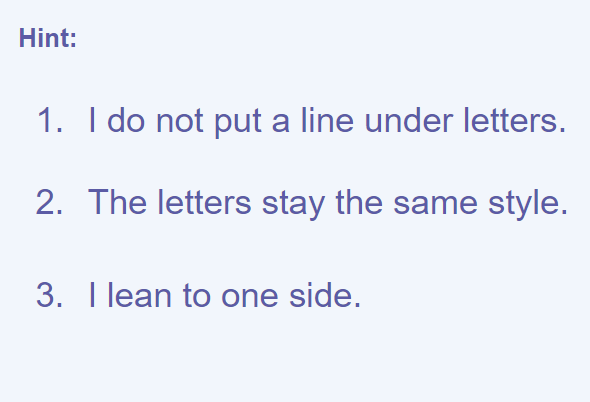 Hint:
1. I do not put a line under letters.
2. The letters stay the same style.
3. I lean to one side.